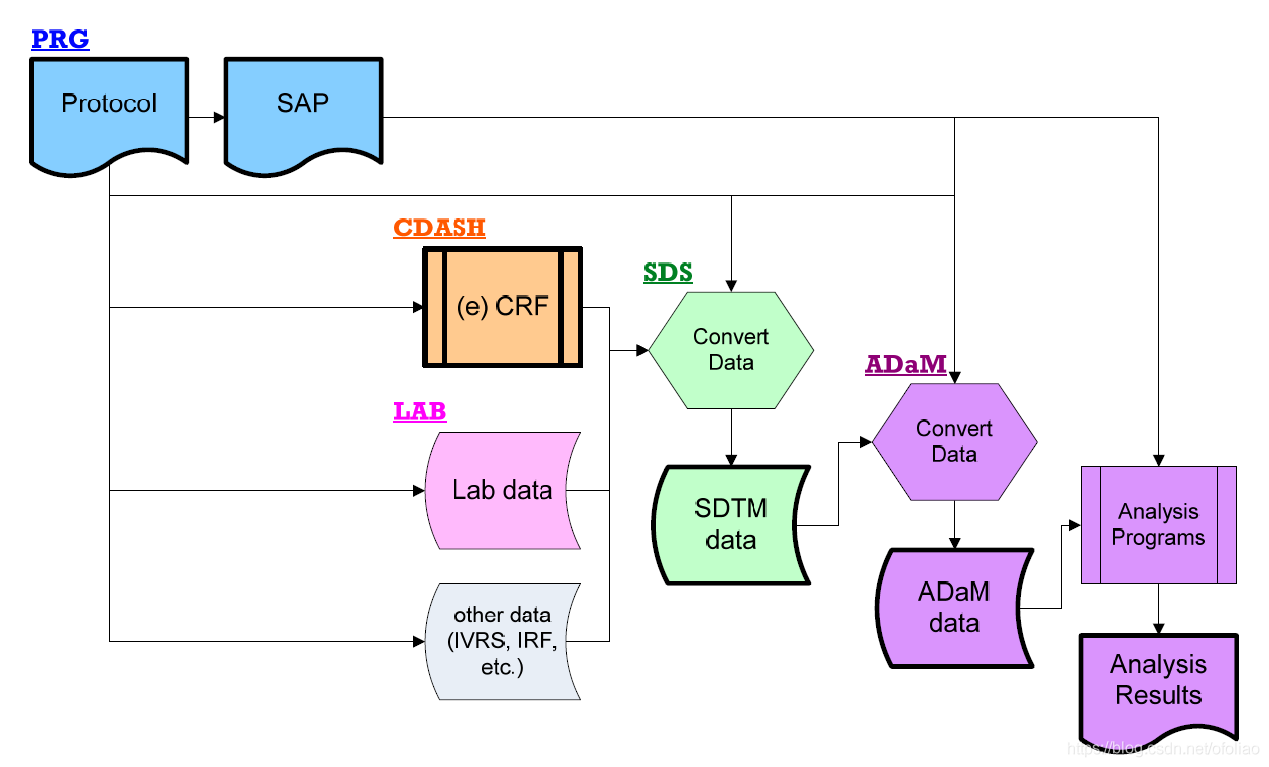 PRG
Protocol
SAP
CDASH
(e) CRF
SDS
Convert
Data
ADaM
Convert
Data
LAB
Lab data
SDTM
data
Analysis
Programs
other data
(IVRS, IRF,
etc.)
ADaM
data
Analysis
Results
https://blog.csdn.net/ofoliao